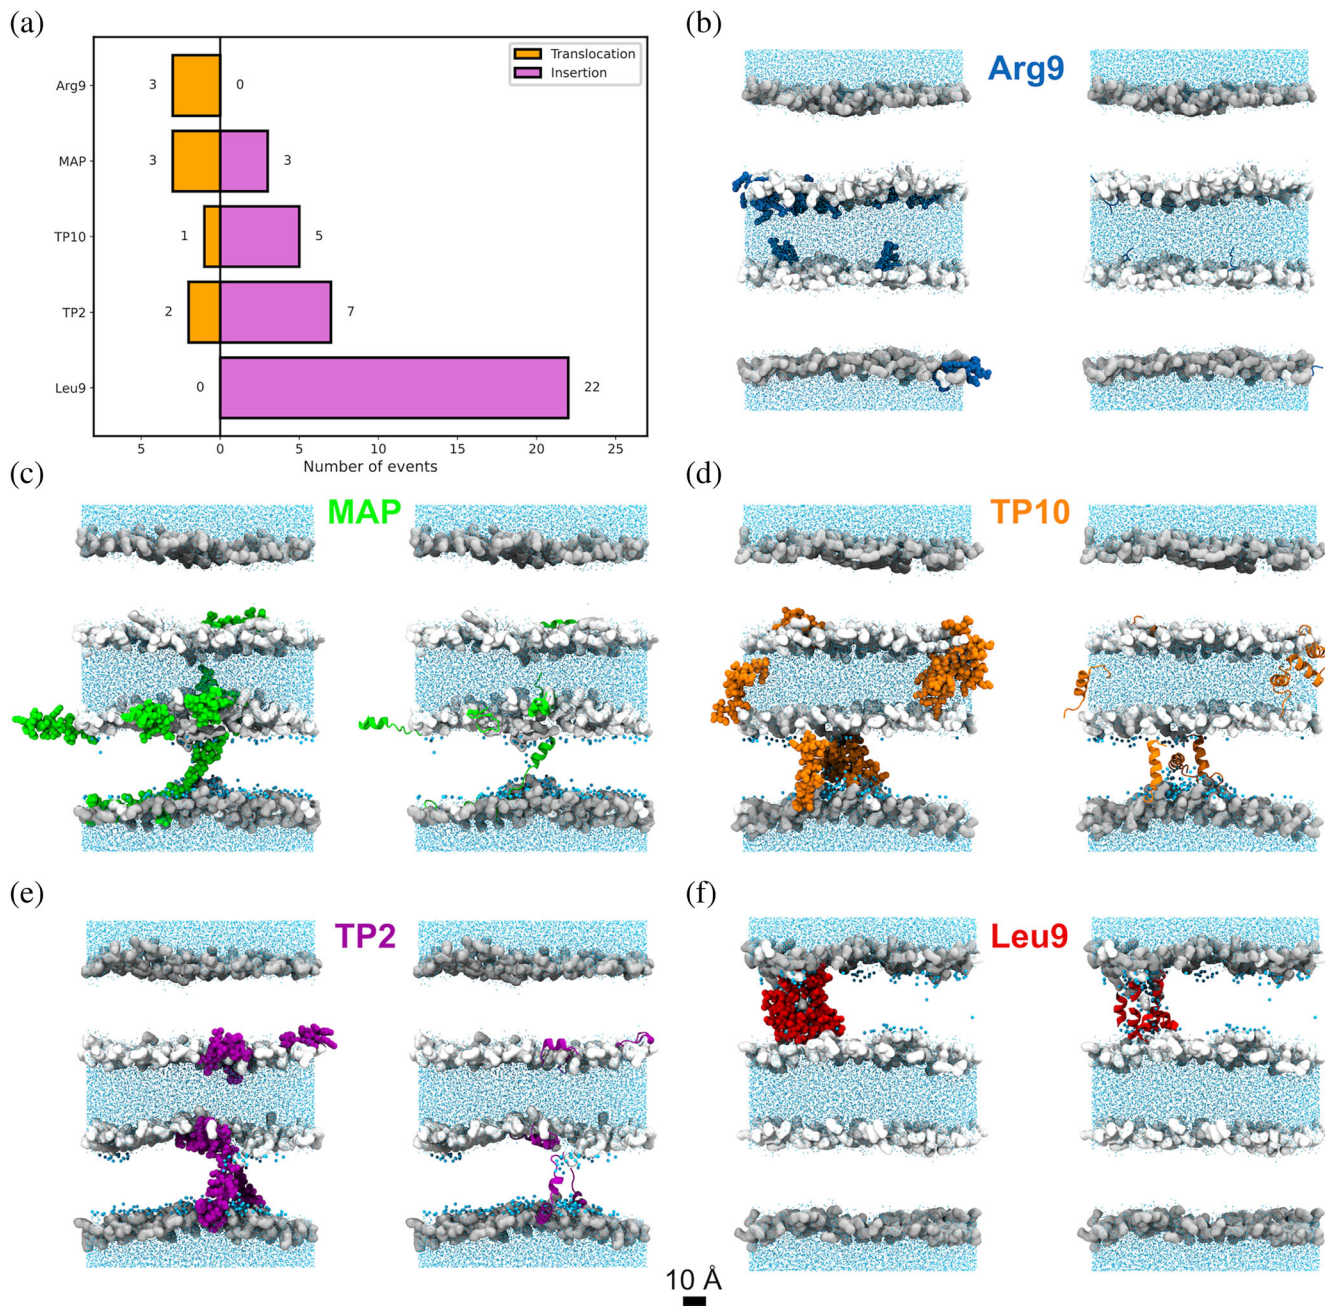 (a)
Translocation
Insertion
Arg9
3
0
MAP
3
3
TP10
1
5
TP2
2
7
Leu9
0
22
5
0
5
10
15
20
25
Number of events
(b)
Arg9
(c)
MAP
(d)
TP10
(e)
TP2
(f)
Leu9
10 Å